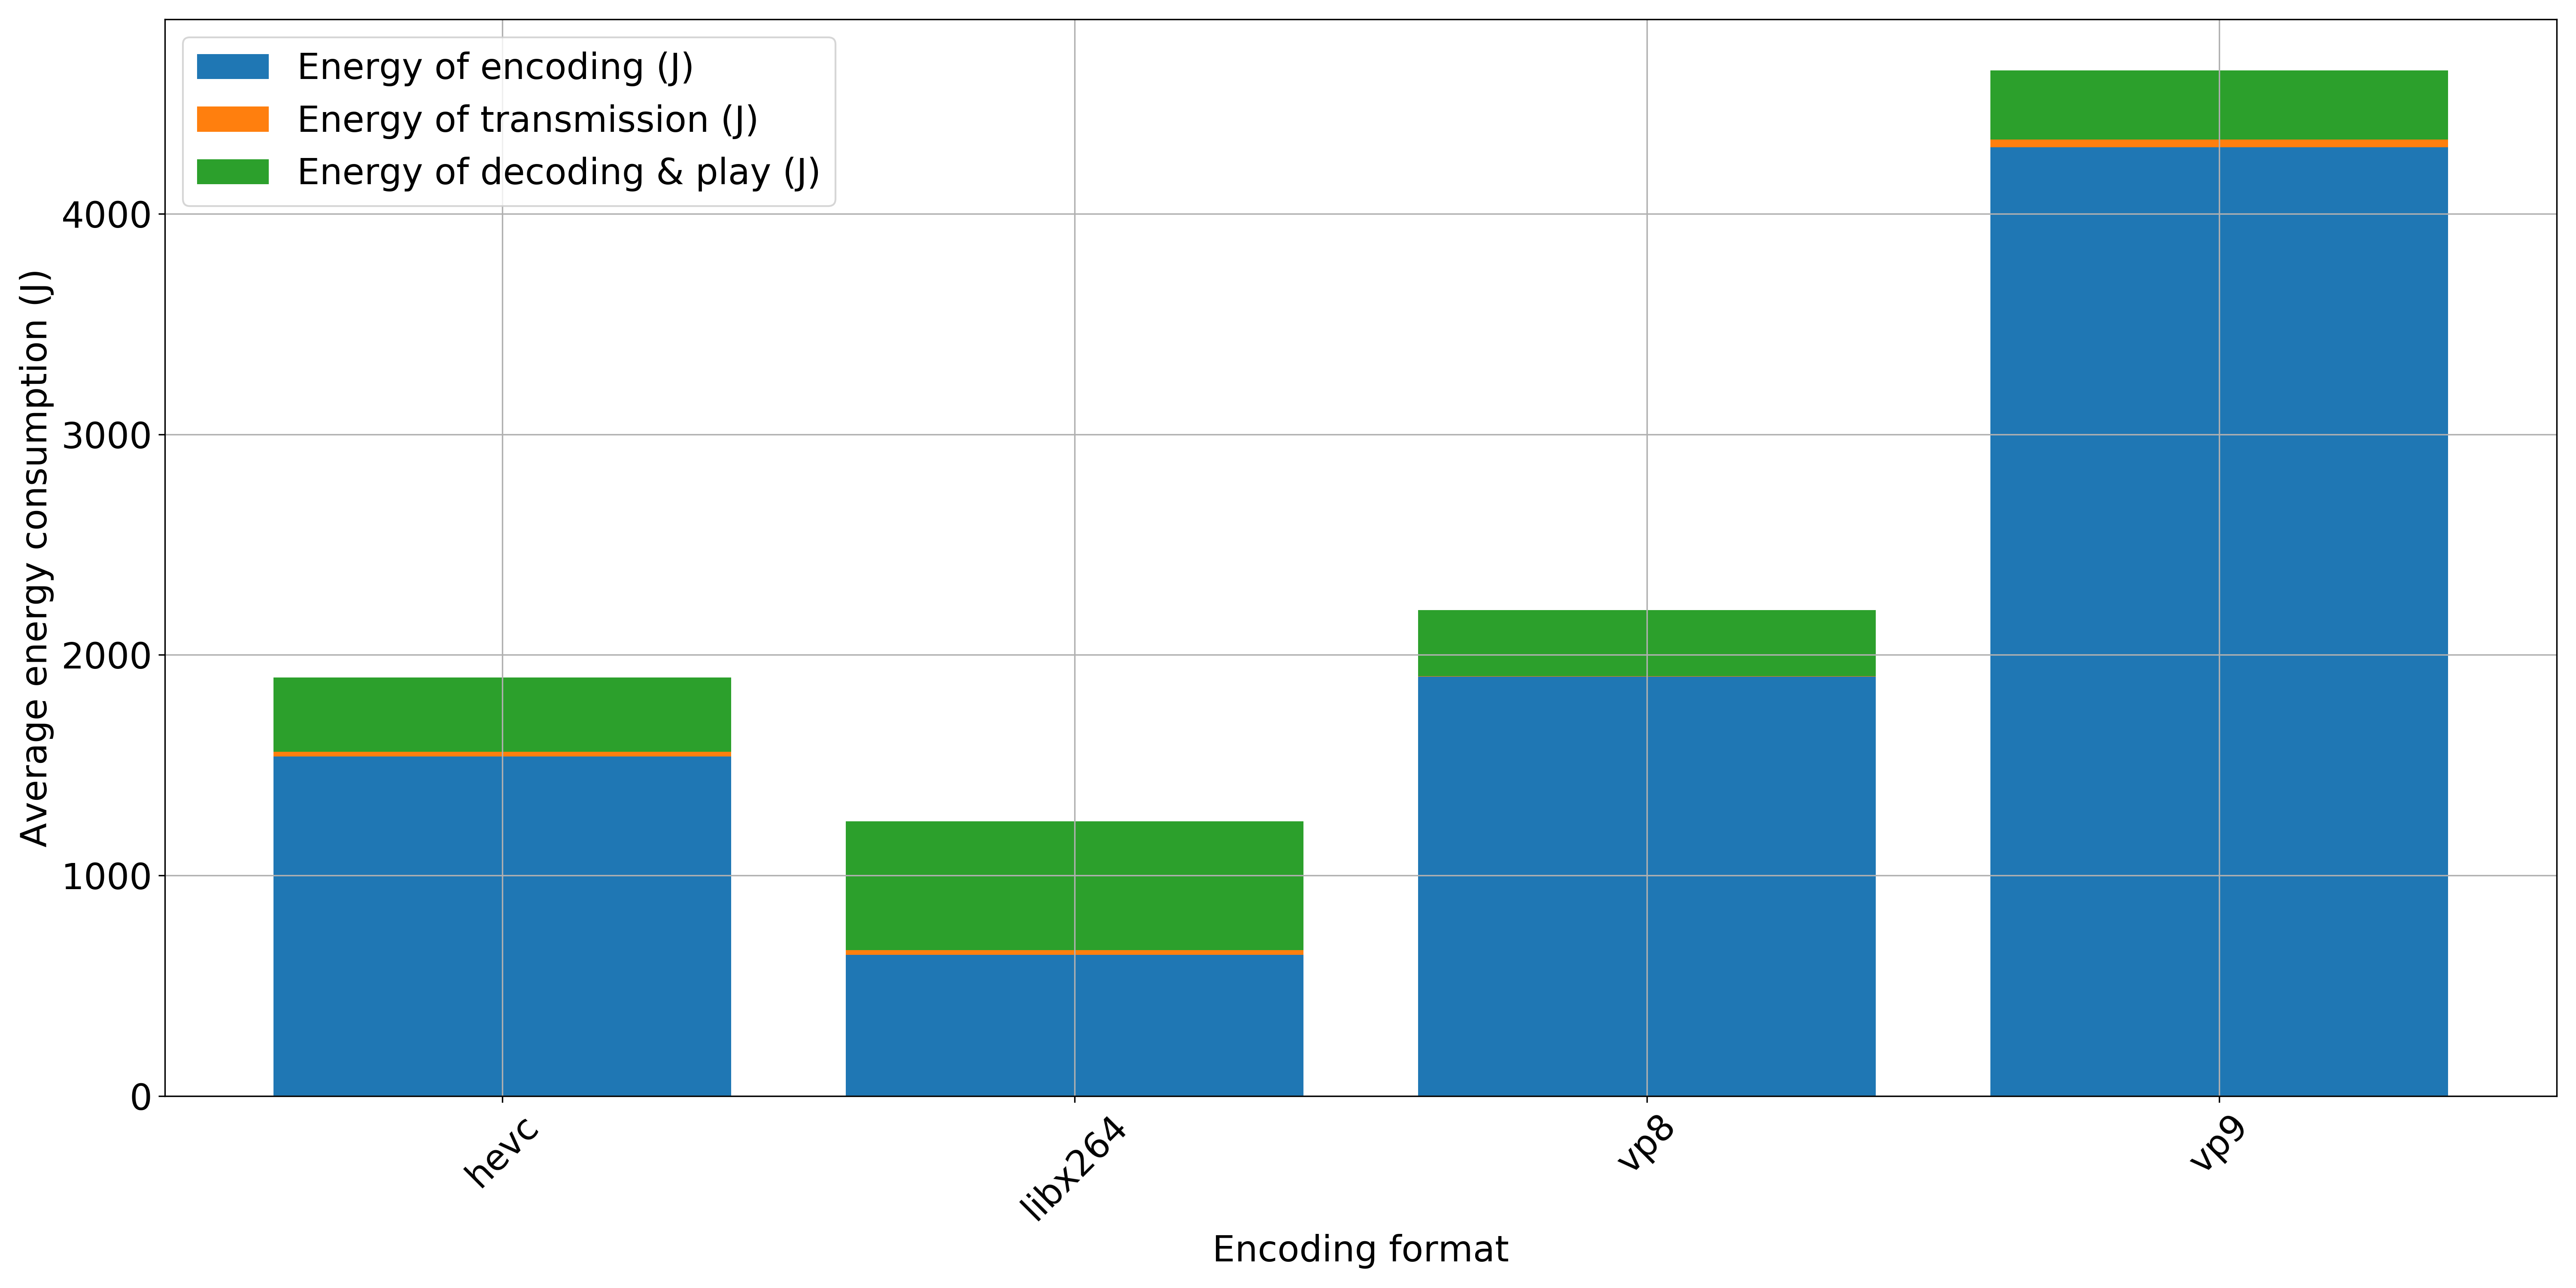 Energy of encoding (J)
Energy of transmission (J)
Energy of decoding & play (J)
Average energy consumption (J)
4000
3000
2000
1000
0
hevc
libx264
vp8
vp9
Encoding format